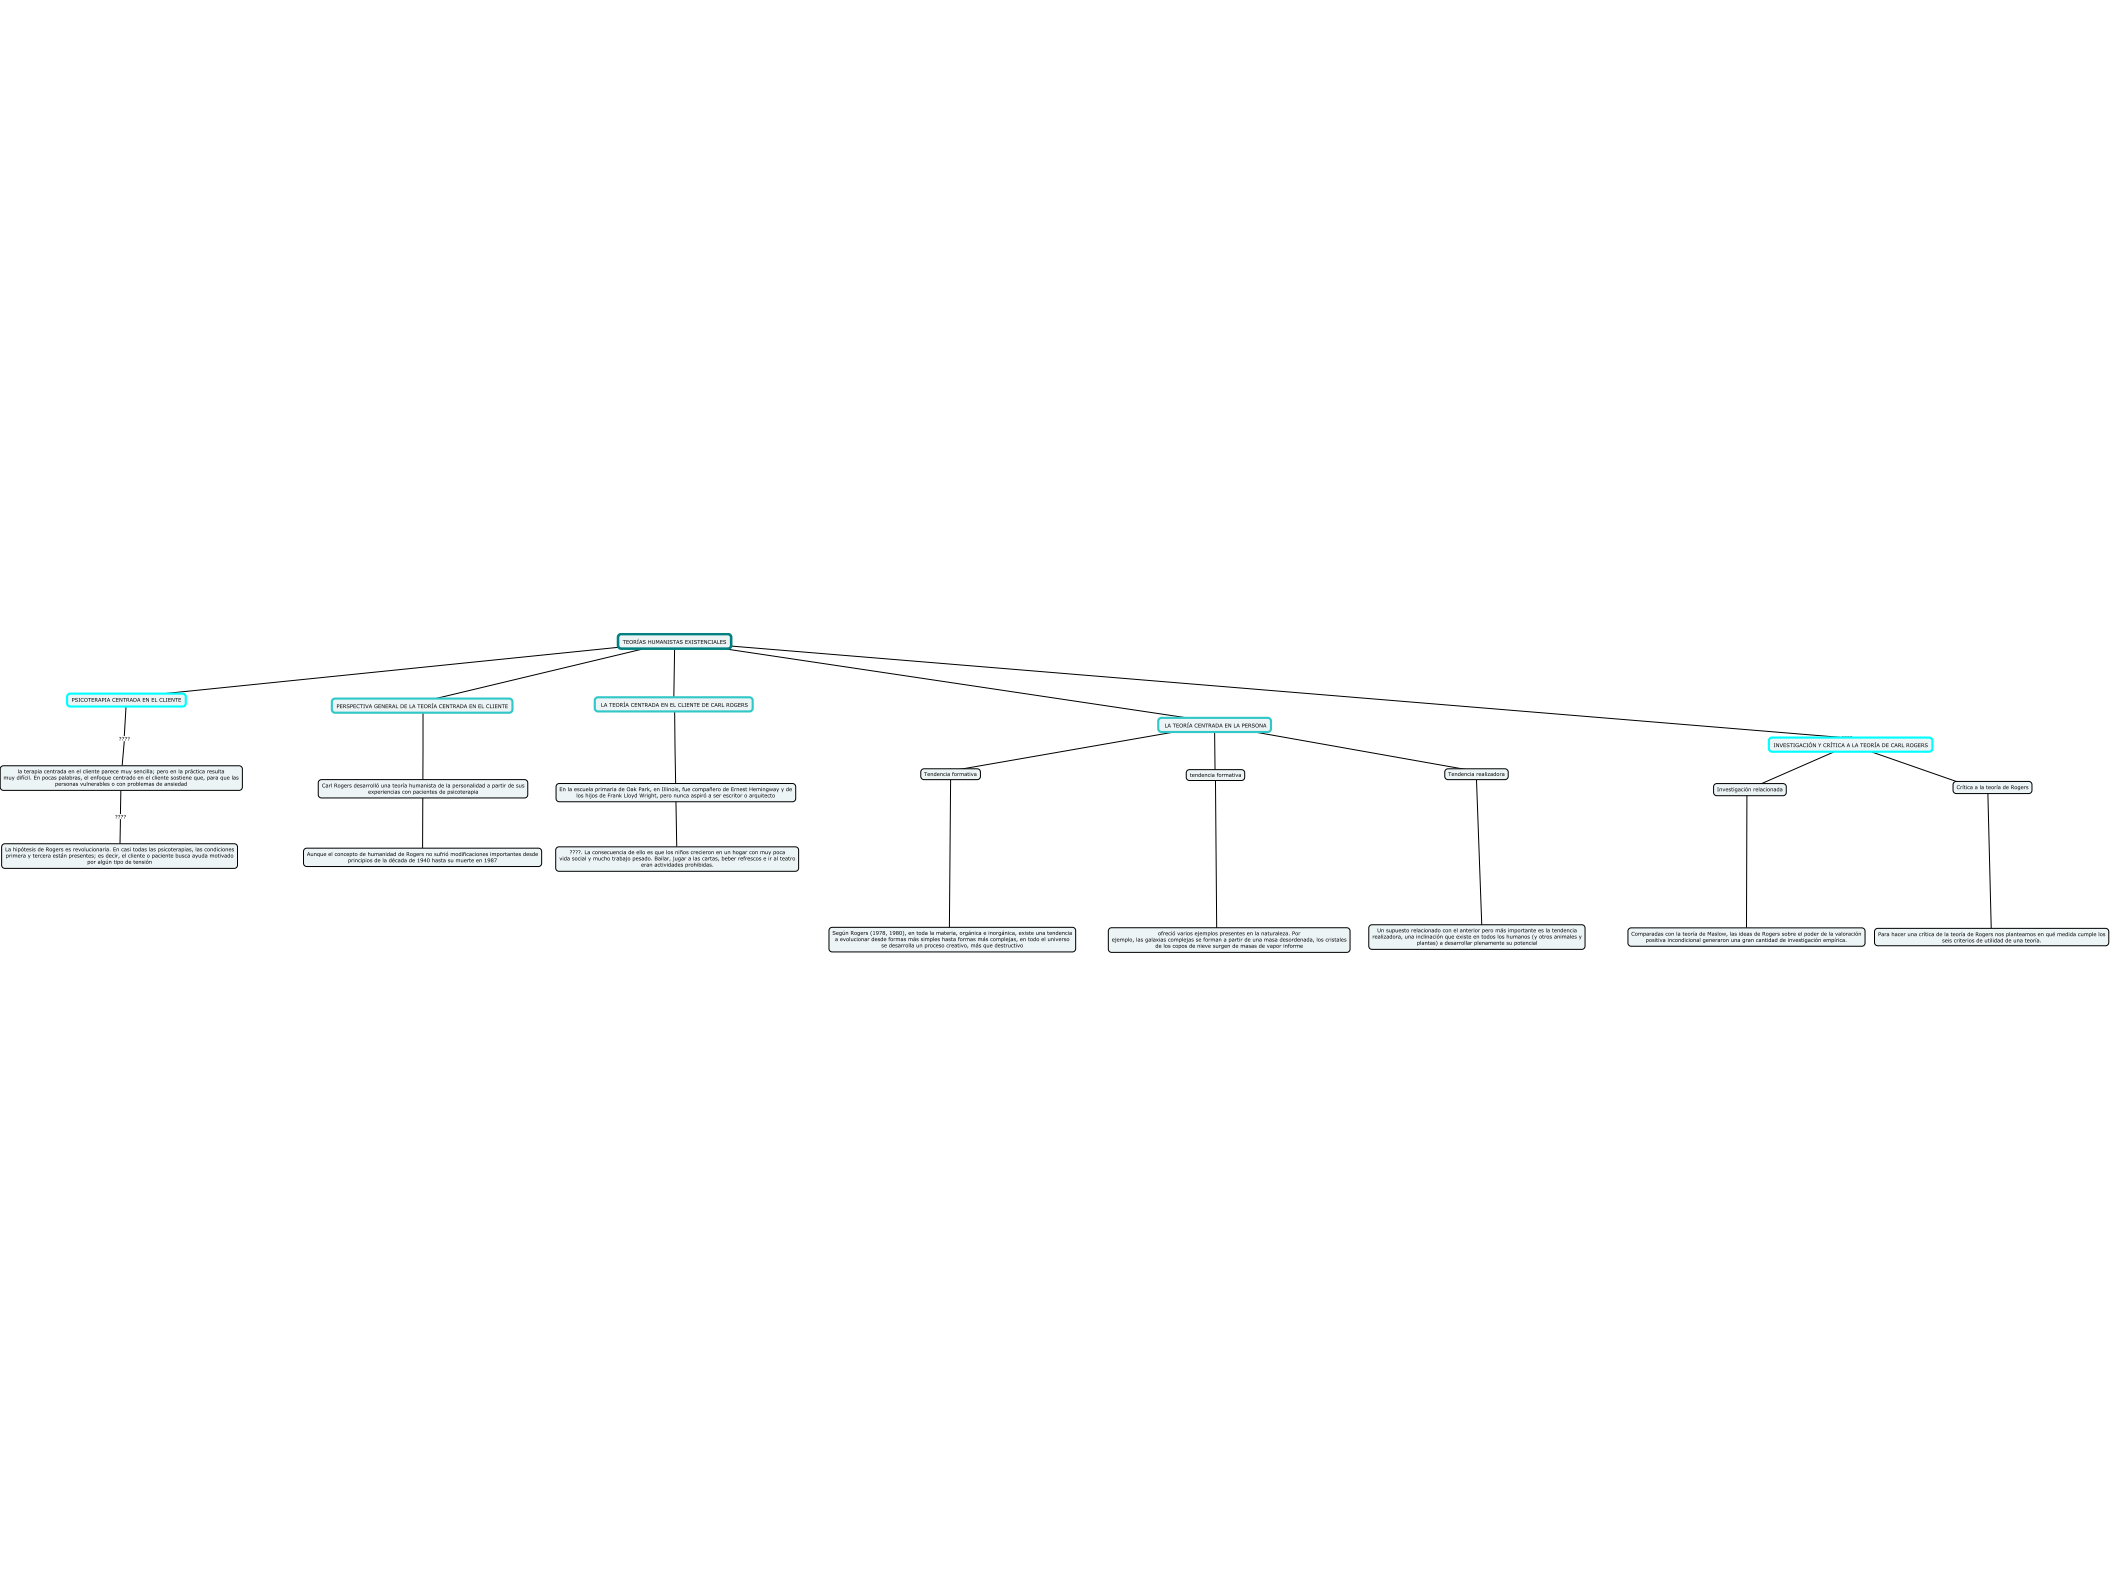 TEORÍAS HUMANISTAS EXISTENCIALES
PSICOTERAPIA CENTRADA EN EL CLIENTE
????
la terapia centrada en el cliente parece muy sencilla; pero en la práctica resulta
muy difícil. En pocas palabras, el enfoque centrado en el cliente sostiene que, para que las
personas vulnerables o con problemas de ansiedad
????
La hipótesis de Rogers es revolucionaria. En casi todas las psicoterapias, las condiciones
primera y tercera están presentes; es decir, el cliente o paciente busca ayuda motivado
por algún tipo de tensión
PERSPECTIVA GENERAL DE LA TEORÍA CENTRADA EN EL CLIENTE
Carl Rogers desarrolló una teoría humanista de la personalidad a partir de sus
experiencias con pacientes de psicoterapia
Aunque el concepto de humanidad de Rogers no sufrió modificaciones importantes desde
principios de la década de 1940 hasta su muerte en 1987
LA TEORÍA CENTRADA EN EL CLIENTE DE CARL ROGERS
En la escuela primaria de Oak Park, en Illinois, fue compañero de Ernest Hemingway y de
los hijos de Frank Lloyd Wright, pero nunca aspiró a ser escritor o arquitecto
????. La consecuencia de ello es que los niños crecieron en un hogar con muy poca
vida social y mucho trabajo pesado. Bailar, jugar a las cartas, beber refrescos e ir al teatro
eran actividades prohibidas.
LA TEORÍA CENTRADA EN LA PERSONA
Tendencia formativa
Según Rogers (1978, 1980), en toda la materia, orgánica e inorgánica, existe una tendencia
a evolucionar desde formas más simples hasta formas más complejas, en todo el universo
se desarrolla un proceso creativo, más que destructivo
tendencia formativa
ofreció varios ejemplos presentes en la naturaleza. Por
ejemplo, las galaxias complejas se forman a partir de una masa desordenada, los cristales
de los copos de nieve surgen de masas de vapor informe
Tendencia realizadora
Un supuesto relacionado con el anterior pero más importante es la tendencia
realizadora, una inclinación que existe en todos los humanos (y otros animales y
plantas) a desarrollar plenamente su potencial
INVESTIGACIÓN Y CRÍTICA A LA TEORÍA DE CARL ROGERS
Investigación relacionada
Comparadas con la teoría de Maslow, las ideas de Rogers sobre el poder de la valoración
positiva incondicional generaron una gran cantidad de investigación empírica.
Crítica a la teoría de Rogers
Para hacer una crítica de la teoría de Rogers nos planteamos en qué medida cumple los
seis criterios de utilidad de una teoría.